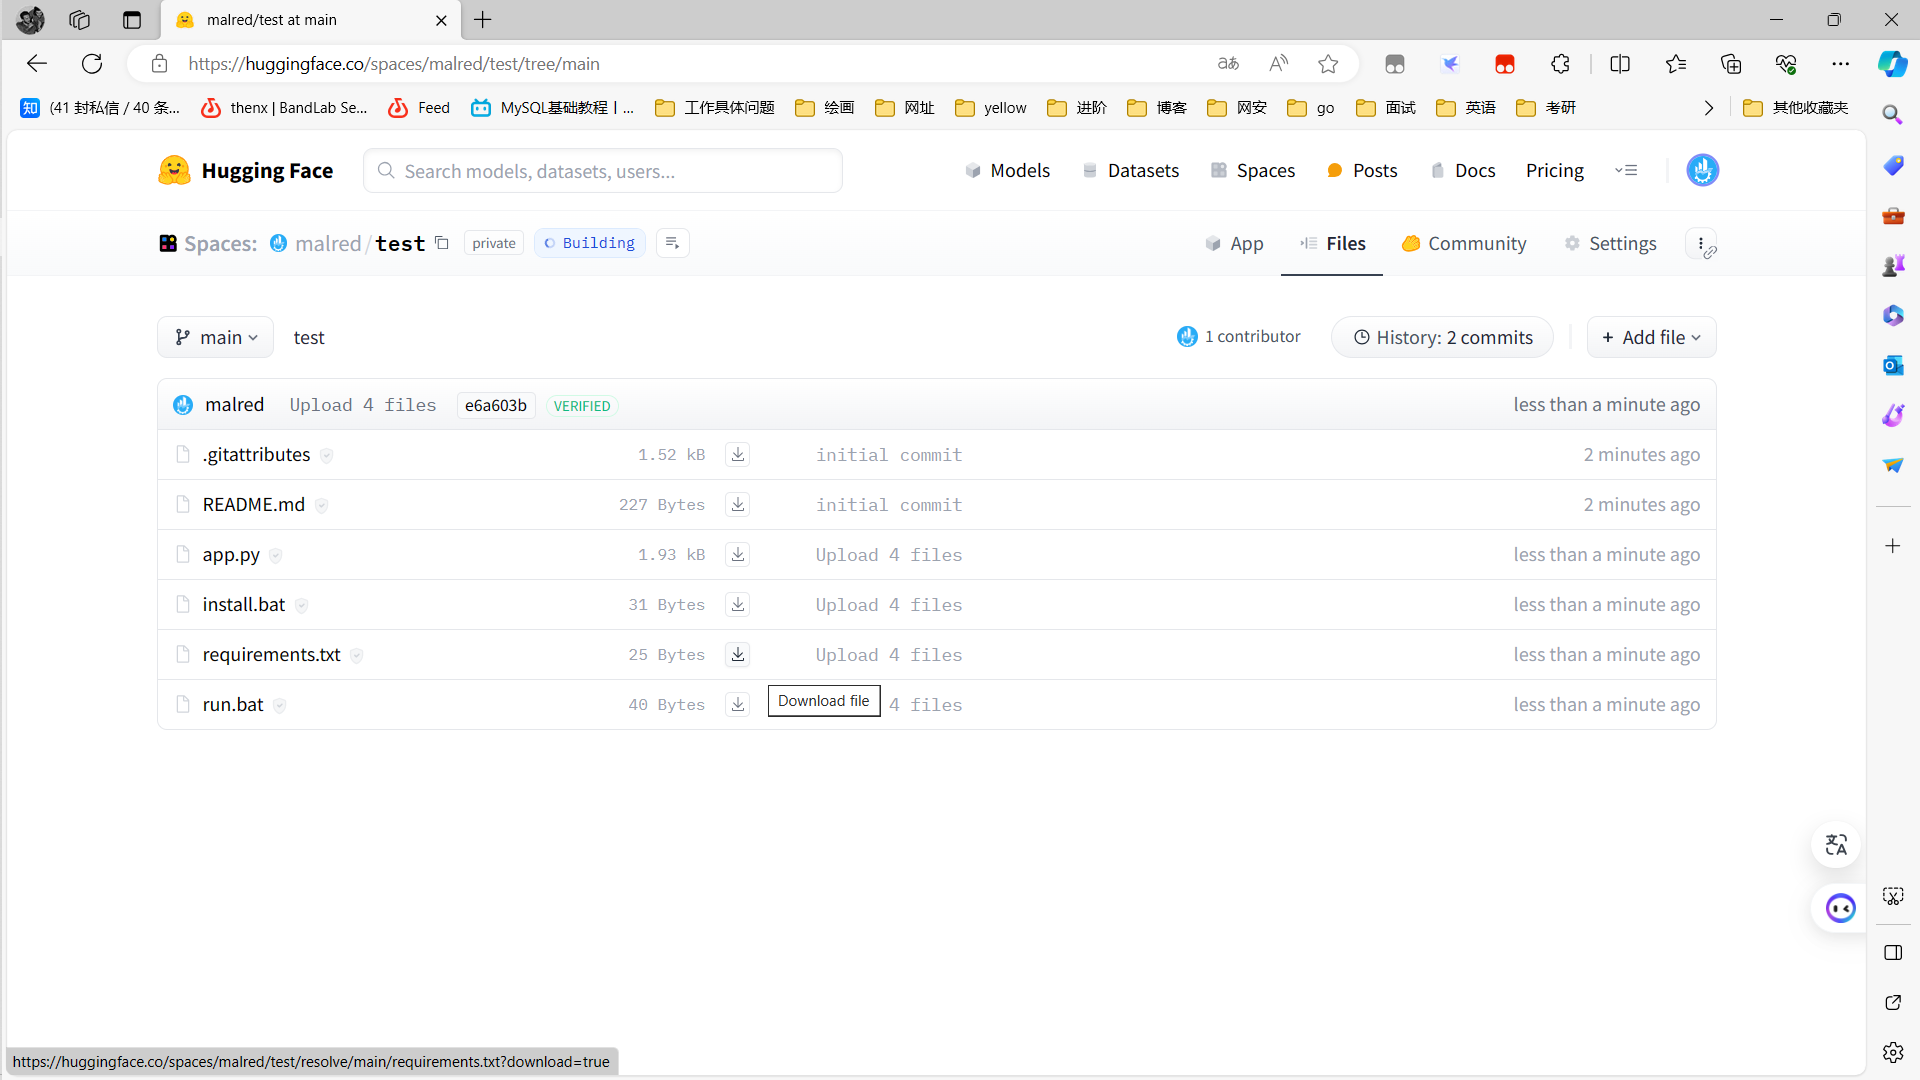 malred/test at main
https://huggingface.co/spaces/malred/test/tree/main
(41 封私信 / 40 条...
thenx | BandLab Se...
Feed
MySQL基础教程丨...
工作具体问题
绘画
网址
yellow
进阶
博客
网安
go
面试
英语
考研
其他收藏夹
Hugging Face
Search models, datasets, users...
Models
Datasets
Spaces
Posts
Docs
Pricing
Spaces: malred/test
private
Building
App
Files
Community
Settings
main
test
1 contributor
History: 2 commits
+ Add file
malred Upload 4 files e6a603b VERIFIED less than a minute ago
.gitattributes 1.52 kB initial commit 2 minutes ago
README.md 227 Bytes initial commit 2 minutes ago
app.py 1.93 kB Upload 4 files less than a minute ago
install.bat 31 Bytes Upload 4 files less than a minute ago
requirements.txt 25 Bytes Upload 4 files less than a minute ago
run.bat 40 Bytes 4 files less than a minute ago
Download file
https://huggingface.co/spaces/malred/test/resolve/main/requirements.txt?download=true